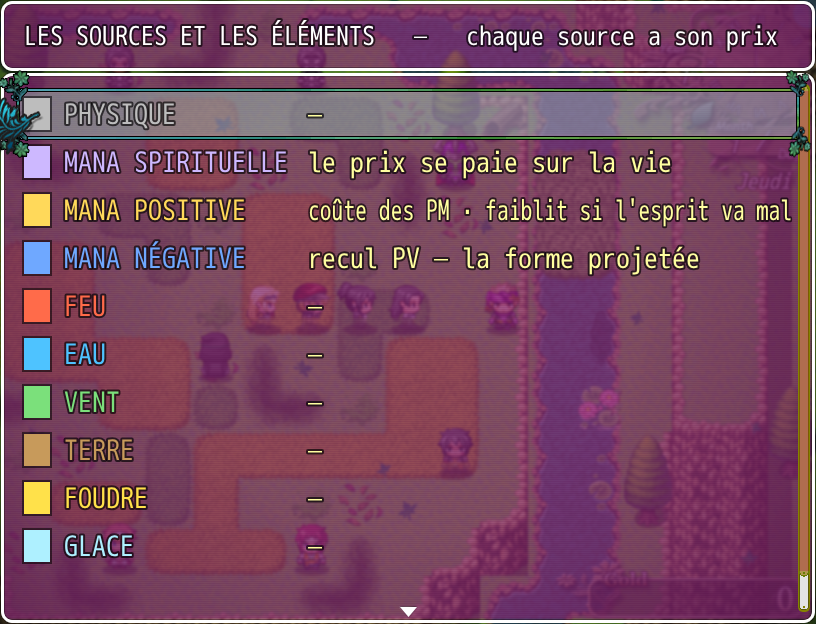 LES SOURCES ET LES ÉLÉMENTS — chaque source a son prix
PHYSIQUE —
MANA SPIRITUELLE le prix se paie sur la vie
MANA POSITIVE coûte des PM · faiblit si l'esprit va mal
MANA NÉGATIVE recul PV — la forme projetée
FEU —
EAU —
VENT —
TERRE —
FOUDRE —
GLACE —
Jeudi
0